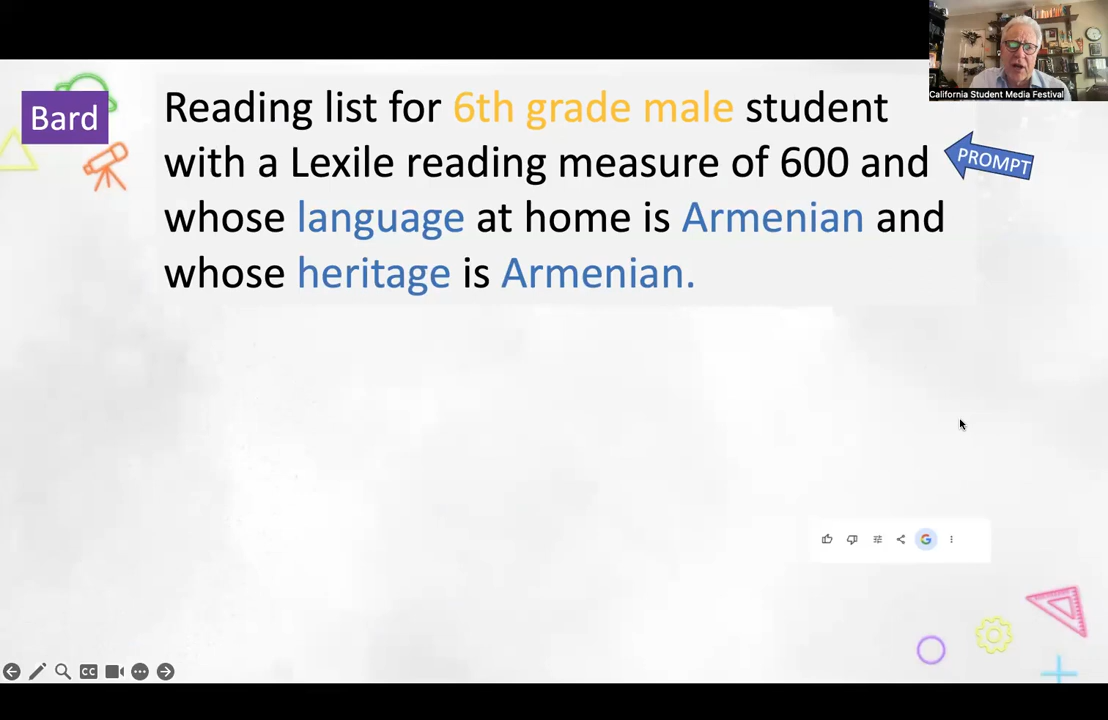 Bard
Reading list for 6th grade male student
with a Lexile reading measure of 600 and
whose language at home is Armenian and
whose heritage is Armenian.
PROMPT
California Student Media Festival
CC